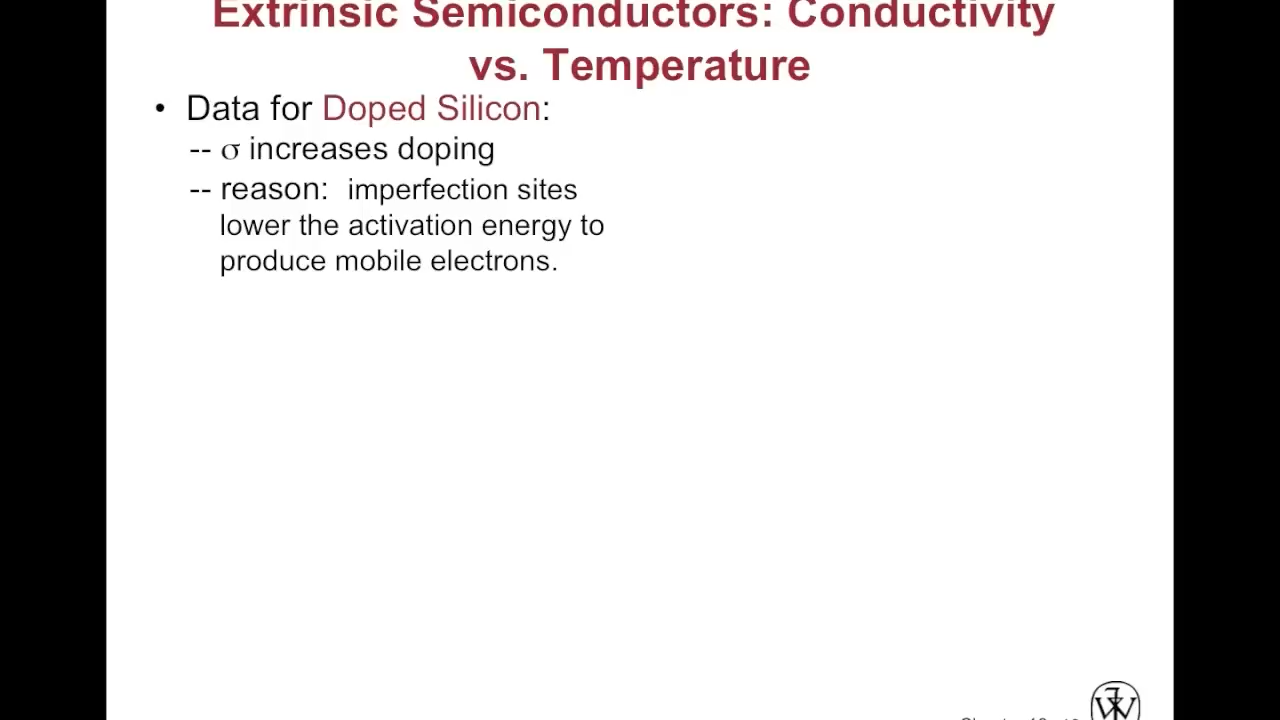 Extrinsic Semiconductors: Conductivity
vs. Temperature
• Data for Doped Silicon:
-- σ increases doping
-- reason: imperfection sites
lower the activation energy to
produce mobile electrons.